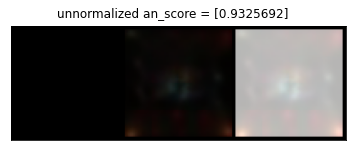 unnormalized an_score = [0.9325692]